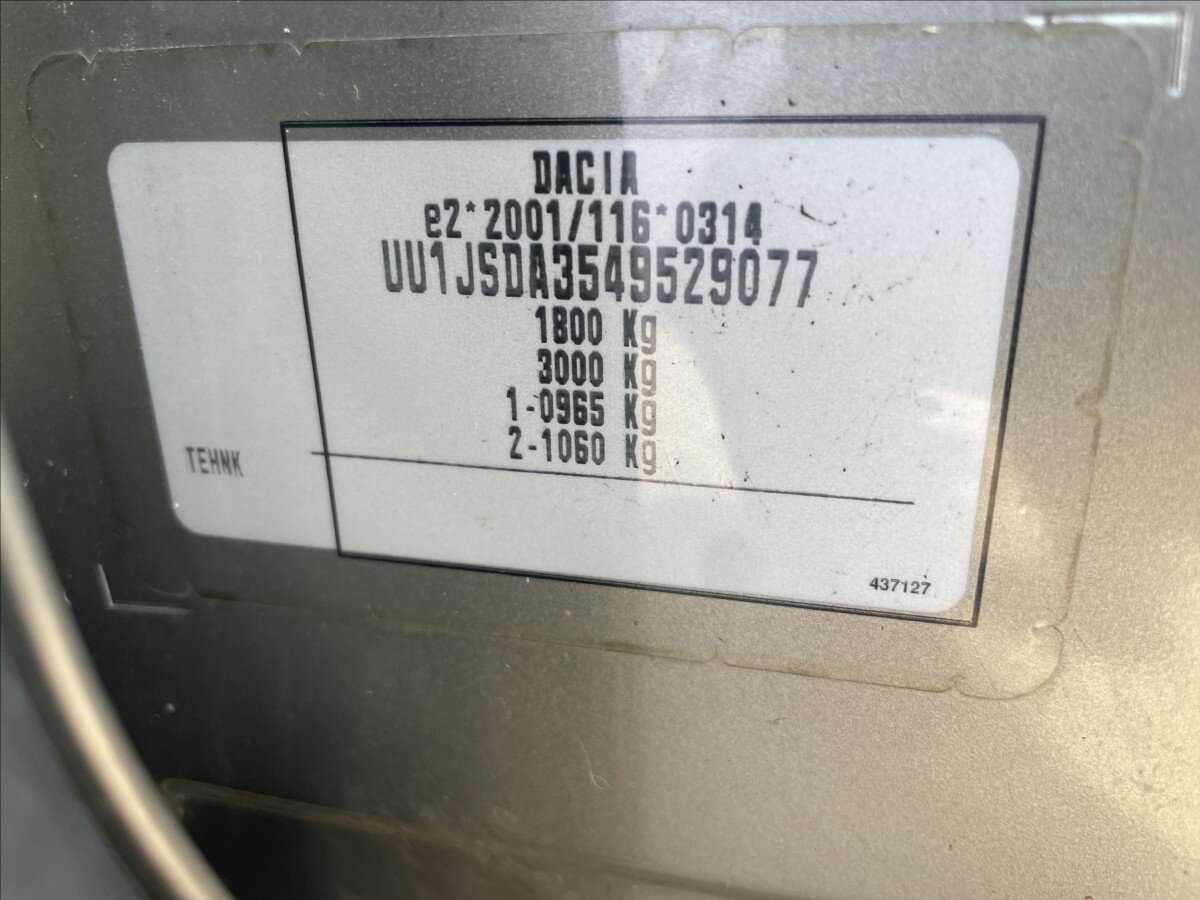 DACIA
e2*2001/116*0314
UU1JSDA3549529077
1800 Kg
3000 Kg
1-0965 Kg
2-1060 Kg
TEHNK
437127